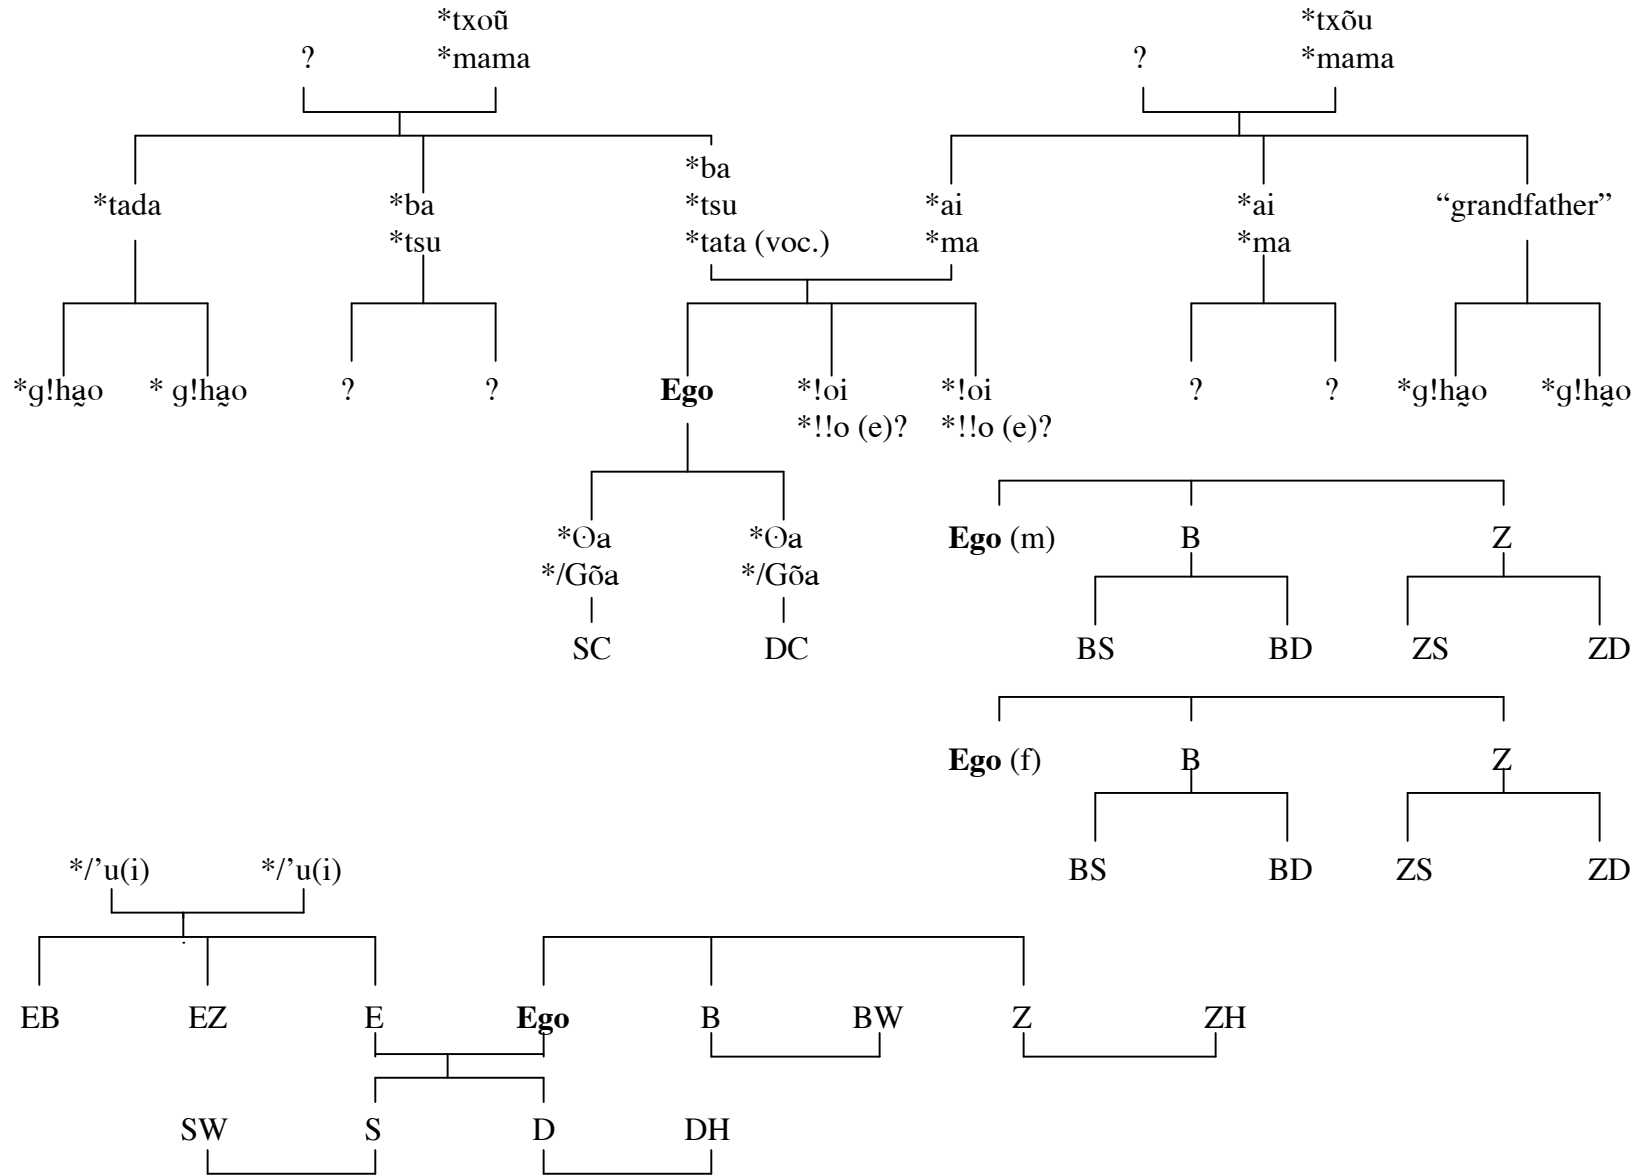 *txoũ *txõu
? *mama ? *mama
*ba
*tada *ba *tsu *ai *ai “grandfather”
*tsu *tata (voc.) *ma *ma
*g!ha̰o * g!ha̰o ? ? Ego *!oi *!oi ? ? *g!ha̰o *g!ha̰o
*!!o (e)? *!!o (e)?
*ʘa *ʘa Ego (m) B Z
*/Gõa */Gõa
SC DC BS BD ZS ZD
Ego (f) B Z
*/’u(i) */’u(i) BS BD ZS ZD
EB EZ E Ego B BW Z ZH
SW S D DH